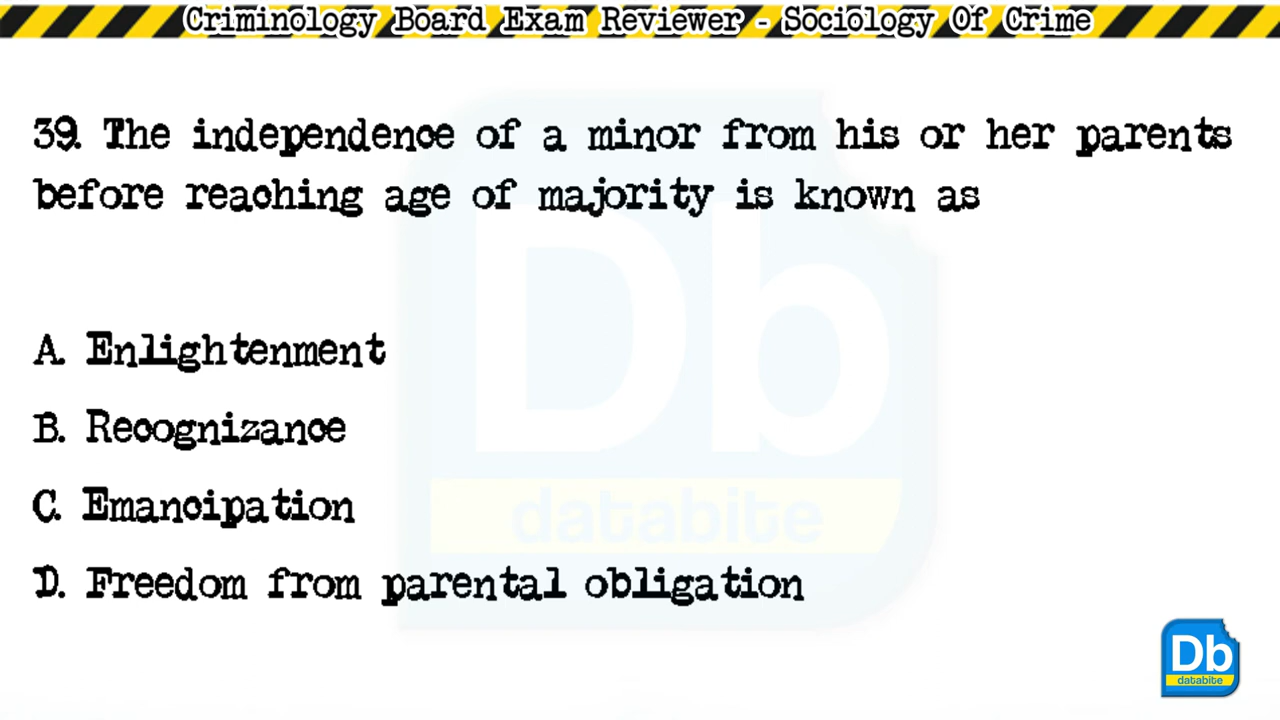 Criminology Board Exam Reviewer - Sociology Of Crime
39. The independence of a minor from his or her parents
before reaching age of majority is known as
A. Enlightenment
B. Recognizance
C. Emancipation
D. Freedom from parental obligation
Db
databite
Db
databite